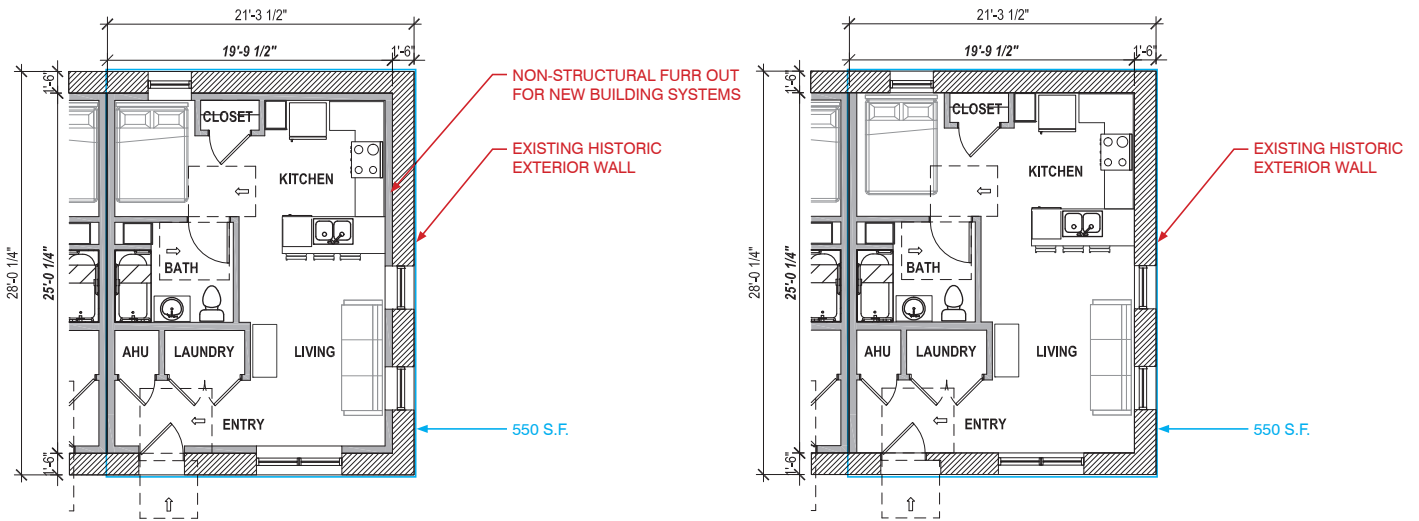 21'-3 1/2"
19'-9 1/2"
1'-6"
1'-6"
28'-0 1/4"
25'-0 1/4"
1'-6"
CLOSET
KITCHEN
BATH
AHU
LAUNDRY
LIVING
ENTRY
NON-STRUCTURAL FURR OUT
FOR NEW BUILDING SYSTEMS
EXISTING HISTORIC
EXTERIOR WALL
550 S.F.
21'-3 1/2"
19'-9 1/2"
1'-6"
1'-6"
28'-0 1/4"
25'-0 1/4"
1'-6"
CLOSET
KITCHEN
BATH
AHU
LAUNDRY
LIVING
ENTRY
EXISTING HISTORIC
EXTERIOR WALL
550 S.F.